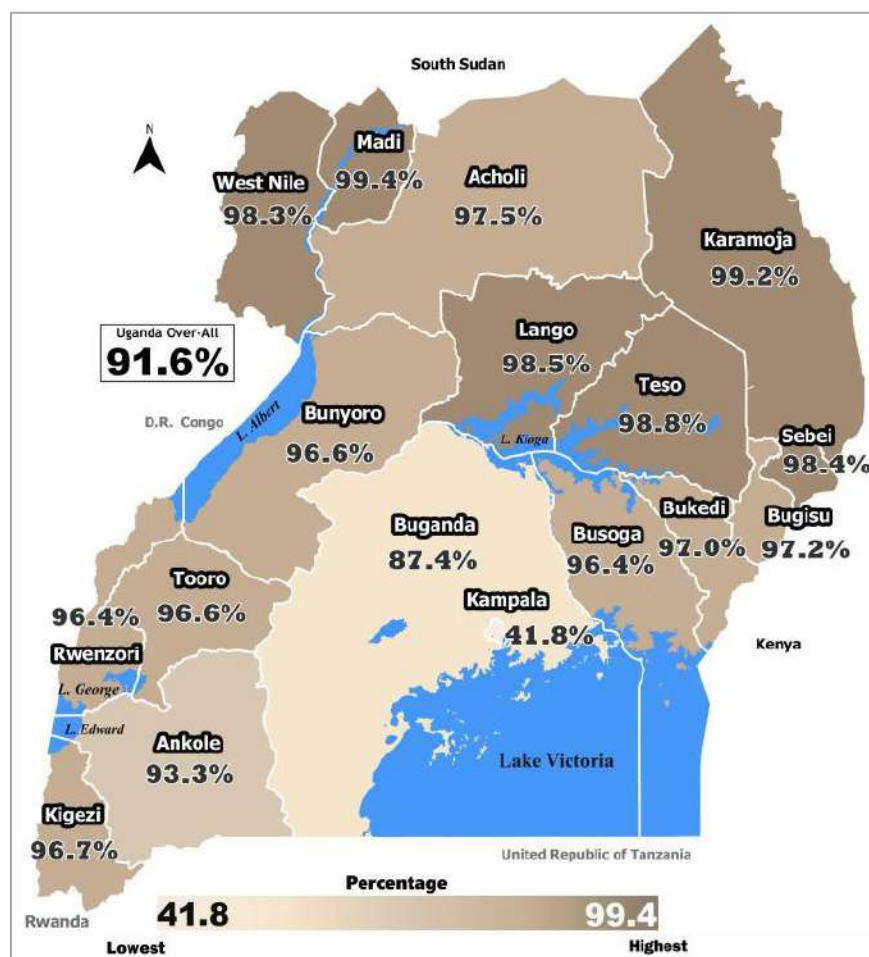 South Sudan
N
Madi
99.4%
West Nile
98.3%
Acholi
97.5%
Karamoja
99.2%
Uganda Over-All
91.6%
Lango
98.5%
Teso
98.8%
D.R. Congo
L. Albert
Bunyoro
96.6%
L. Kioga
Sebei
98.4%
Bukedi
97.0%
Bugisu
97.2%
Buganda
87.4%
Busoga
96.4%
Tooro
96.6%
Kampala
41.8%
96.4%
Rwenzori
Kenya
L. George
L. Edward
Ankole
93.3%
Lake Victoria
Kigezi
96.7%
United Republic of Tanzania
Percentage
Rwanda
41.8
99.4
Lowest
Highest